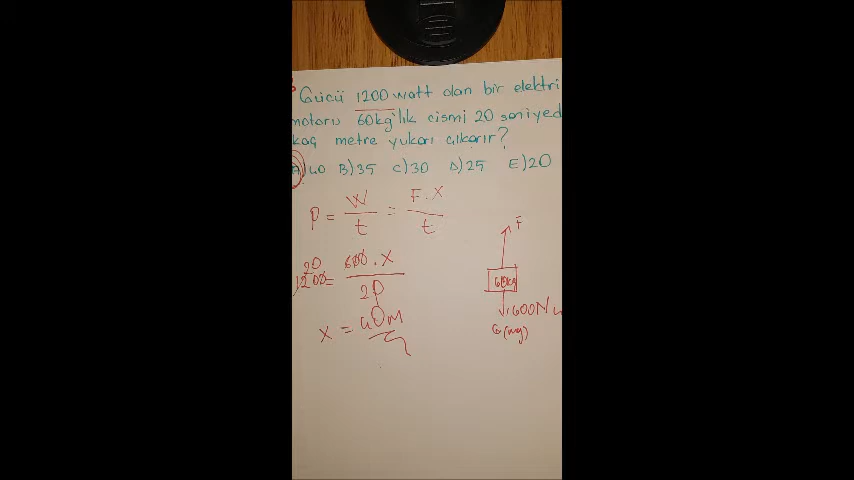 Gücü 1200 watt olan bir elektri
motoru 60kg'lık cismi 20 saniyed
kaç metre yukarı çıkarır?
A) 40 B) 35 C) 30 D) 25 E) 20
P = W/t = F.X/t
F
20
1200 = 600.X/20
60kg
600N
G(mg)
X = 40m